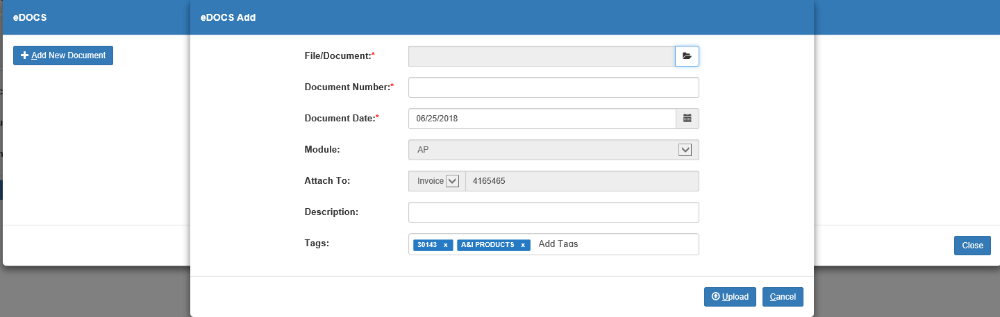 eDOCS
Add New Document
Close
eDOCS Add
File/Document:*
Document Number:*
Document Date:* 06/25/2018
Module: AP
Attach To: Invoice 4165465
Description:
Tags: 30143 x A&I PRODUCTS x Add Tags
Upload Cancel